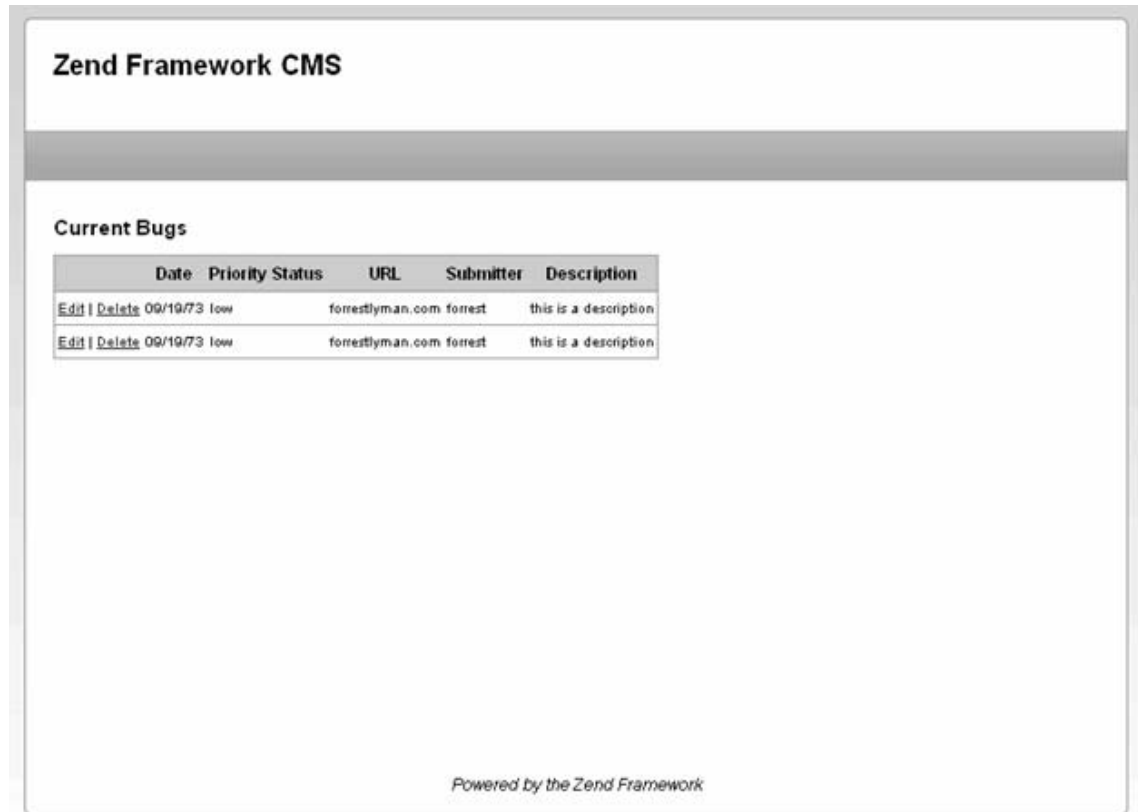 Zend Framework CMS
Current Bugs
Date Priority Status URL Submitter Description
Edit | Delete 09/19/73 low forrestlyman.com forrest this is a description
Edit | Delete 09/19/73 low forrestlyman.com forrest this is a description
Powered by the Zend Framework